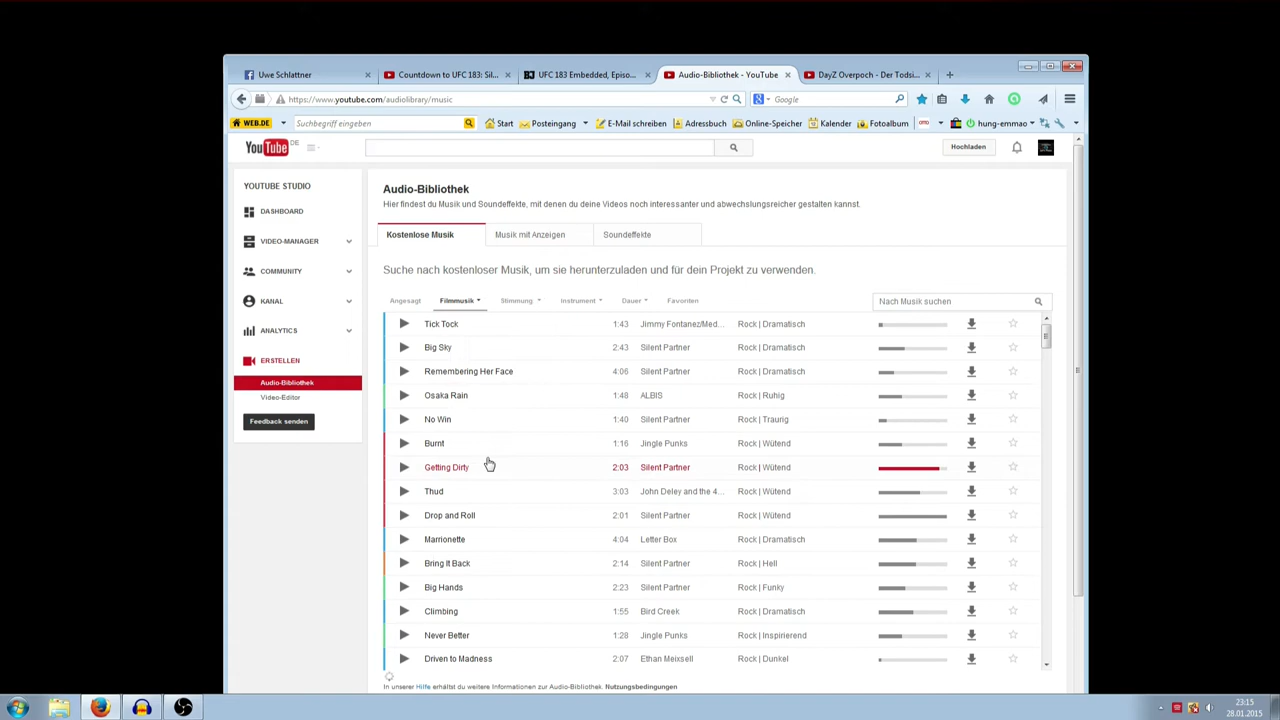 Uwe Schlattner
Countdown to UFC 183: Sil...
UFC 183 Embedded, Episo...
Audio-Bibliothek - YouTube
DayZ Overpoch - Der Todsi...
https://www.youtube.com/audiolibrary/music
Google
WEB.DE
Suchbegriff eingeben
Start
Posteingang
E-Mail schreiben
Adressbuch
Online-Speicher
Kalender
Fotoalbum
hung-emmao
YouTube DE
Hochladen
YOUTUBE STUDIO
DASHBOARD
VIDEO-MANAGER
COMMUNITY
KANAL
ANALYTICS
ERSTELLEN
Audio-Bibliothek
Video-Editor
Feedback senden
Audio-Bibliothek
Hier findest du Musik und Soundeffekte, mit denen du deine Videos noch interessanter und abwechslungsreicher gestalten kannst.
Kostenlose Musik
Musik mit Anzeigen
Soundeffekte
Suche nach kostenloser Musik, um sie herunterzuladen und für dein Projekt zu verwenden.
Angesagt
Filmmusik
Stimmung
Instrument
Dauer
Favoriten
Nach Musik suchen
Tick Tock 1:43 Jimmy Fontanez/Med... Rock | Dramatisch
Big Sky 2:43 Silent Partner Rock | Dramatisch
Remembering Her Face 4:06 Silent Partner Rock | Dramatisch
Osaka Rain 1:48 ALBIS Rock | Ruhig
No Win 1:40 Silent Partner Rock | Traurig
Burnt 1:16 Jingle Punks Rock | Wütend
Getting Dirty 2:03 Silent Partner Rock | Wütend
Thud 3:03 John Deley and the 4... Rock | Wütend
Drop and Roll 2:01 Silent Partner Rock | Wütend
Marrionette 4:04 Letter Box Rock | Dramatisch
Bring It Back 2:14 Silent Partner Rock | Hell
Big Hands 2:23 Silent Partner Rock | Funky
Climbing 1:55 Bird Creek Rock | Dramatisch
Never Better 1:28 Jingle Punks Rock | Inspirierend
Driven to Madness 2:07 Ethan Meixsell Rock | Dunkel
In unserer Hilfe erhältst du weitere Informationen zur Audio-Bibliothek. Nutzungsbedingungen
23:15
28.01.2015